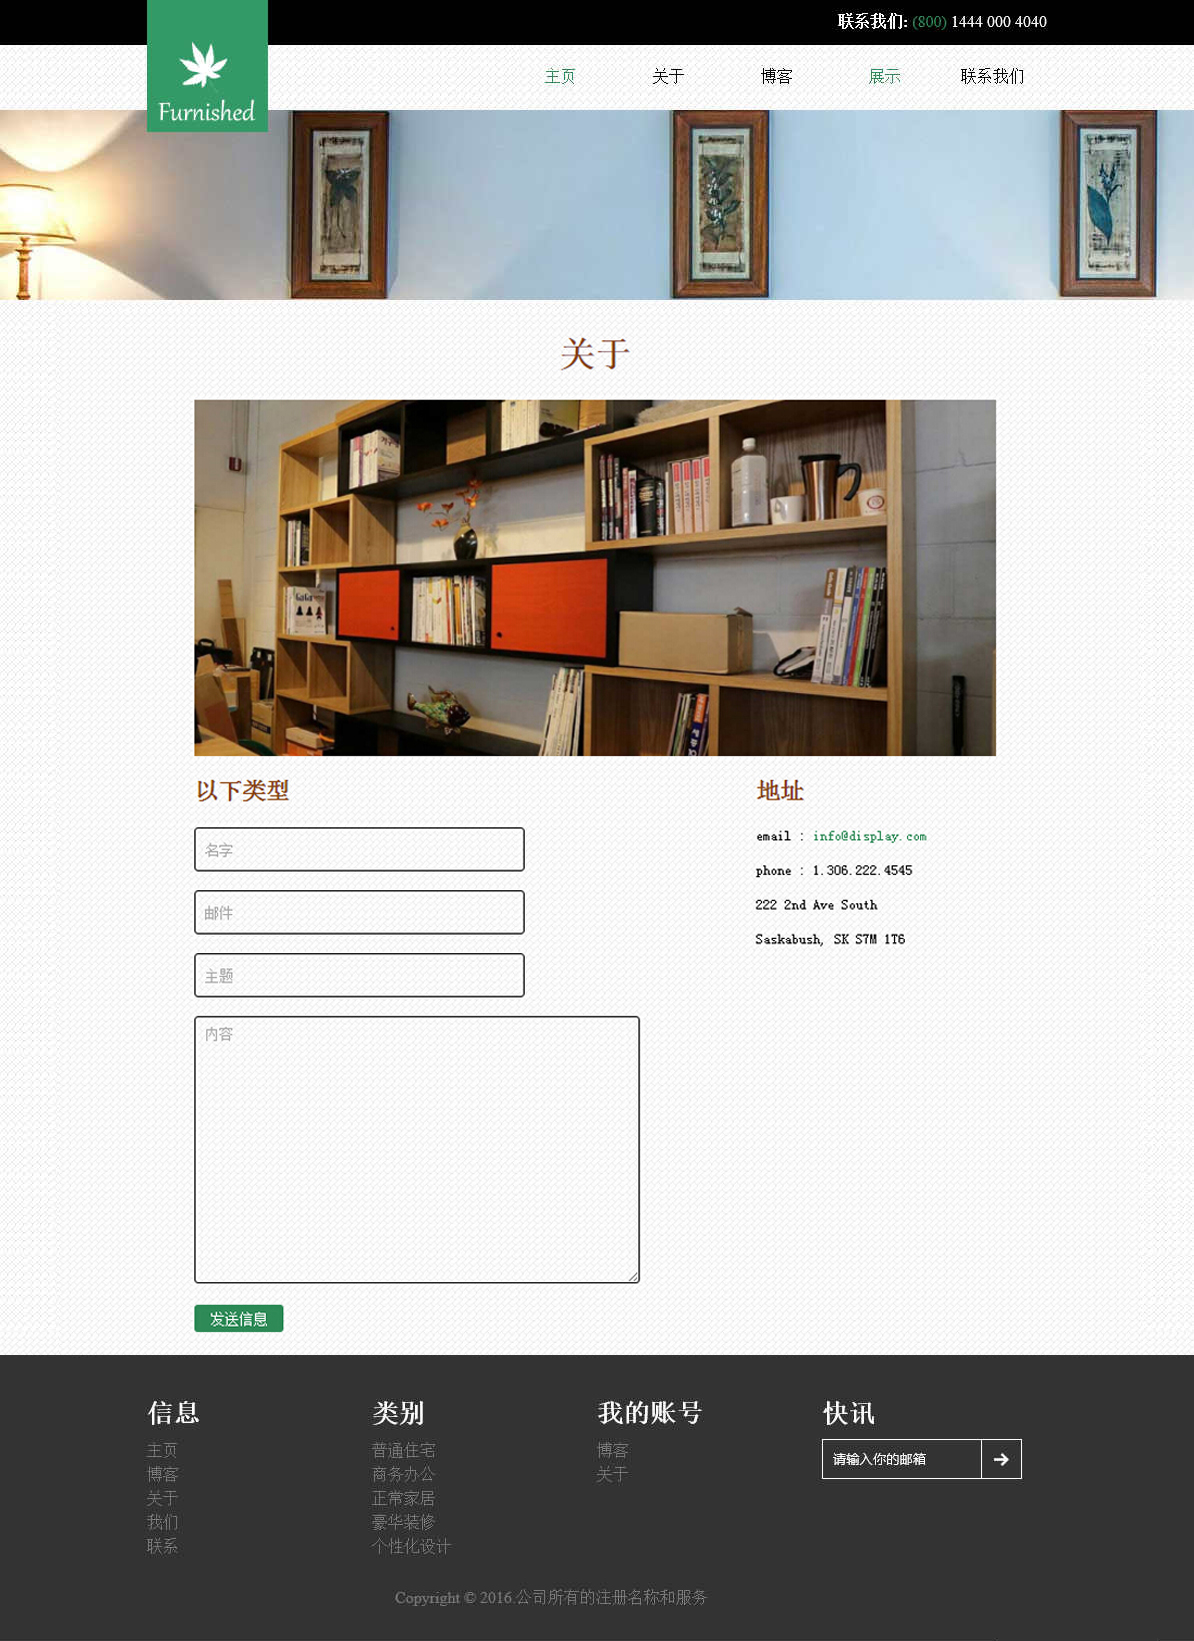 联系我们: (800) 1444 000 4040
主页 关于 博客 展示 联系我们
Furnished
关于
以下类型
名字
邮件
主题
内容
发送信息
地址
email : info@display.com
phone : 1.306.222.4545
222 2nd Ave South
Saskabush, SK S7M 1T6
信息
主页
博客
关于
我们
联系
类别
普通住宅
商务办公
正常家居
豪华装修
个性化设计
我的账号
博客
关于
快讯
请输入你的邮箱
Copyright © 2016.公司所有的注册名称和服务